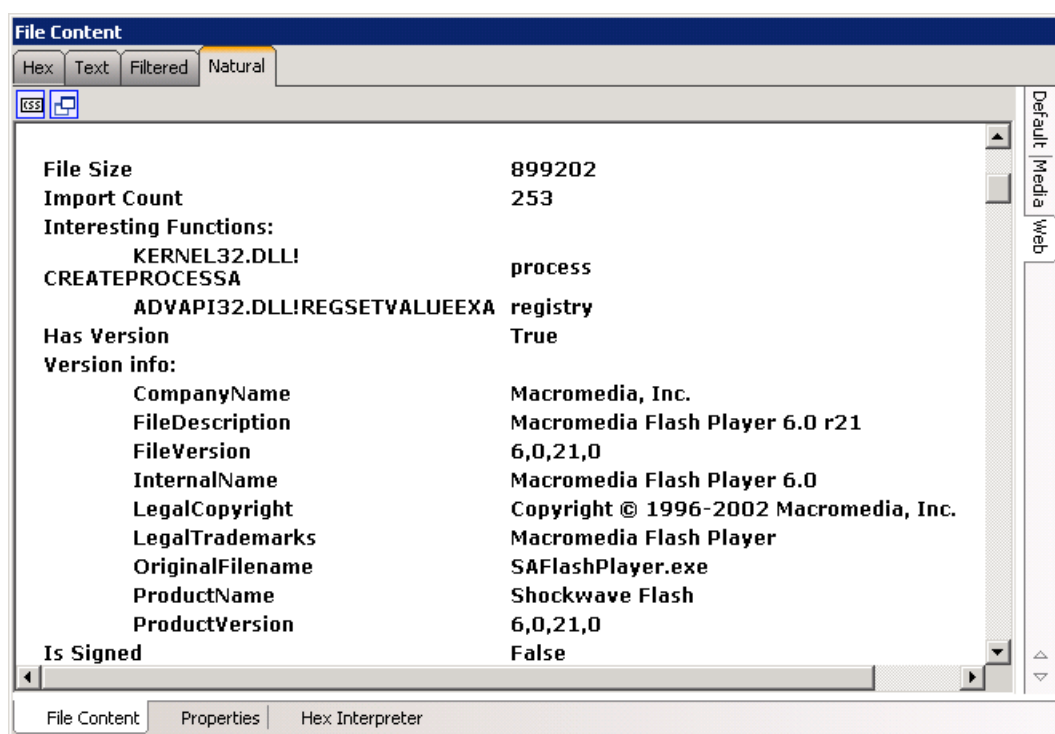 File Content
Hex Text Filtered Natural
css
Default Media Web
File Size 899202
Import Count 253
Interesting Functions:
KERNEL32.DLL!
CREATEPROCESSA process
ADVAPI32.DLL!REGSETVALUEEXA registry
Has Version True
Version info:
CompanyName Macromedia, Inc.
FileDescription Macromedia Flash Player 6.0 r21
FileVersion 6,0,21,0
InternalName Macromedia Flash Player 6.0
LegalCopyright Copyright © 1996-2002 Macromedia, Inc.
LegalTrademarks Macromedia Flash Player
OriginalFilename SAFlashPlayer.exe
ProductName Shockwave Flash
ProductVersion 6,0,21,0
Is Signed False
File Content Properties Hex Interpreter